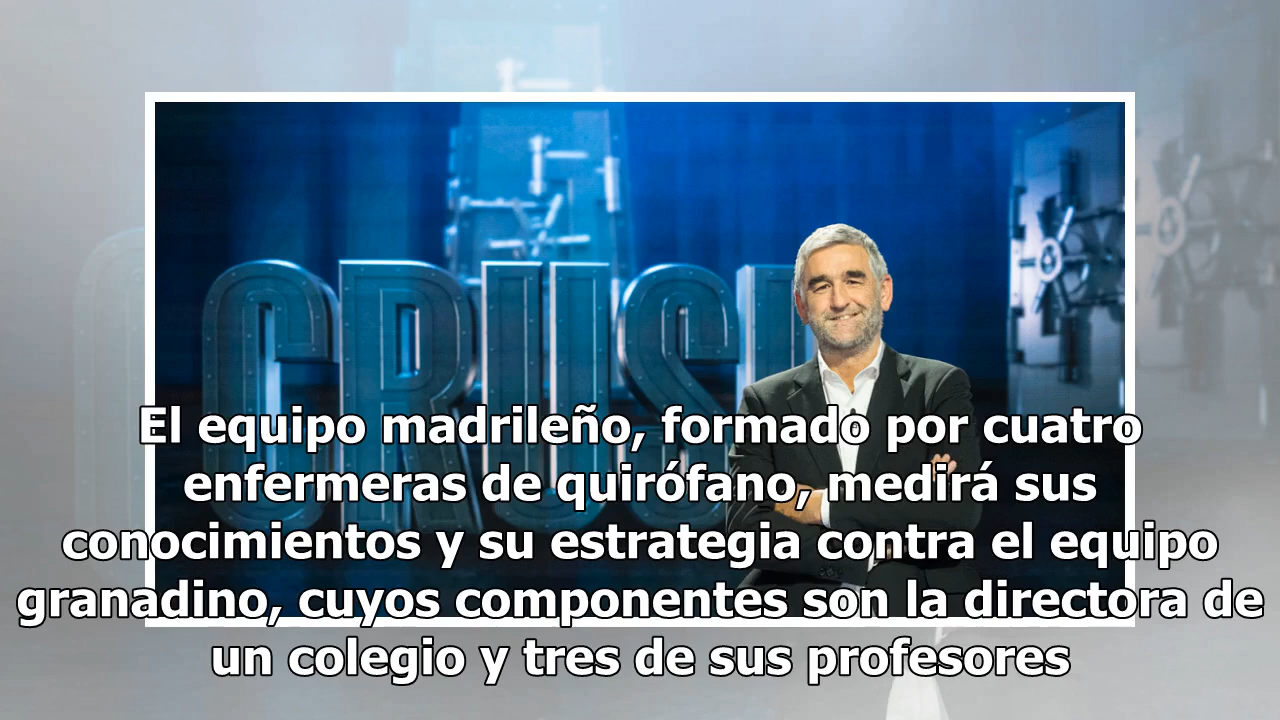 CRUSH
El equipo madrileño, formado por cuatro
enfermeras de quirófano, medirá sus
conocimientos y su estrategia contra el equipo
granadino, cuyos componentes son la directora de
un colegio y tres de sus profesores